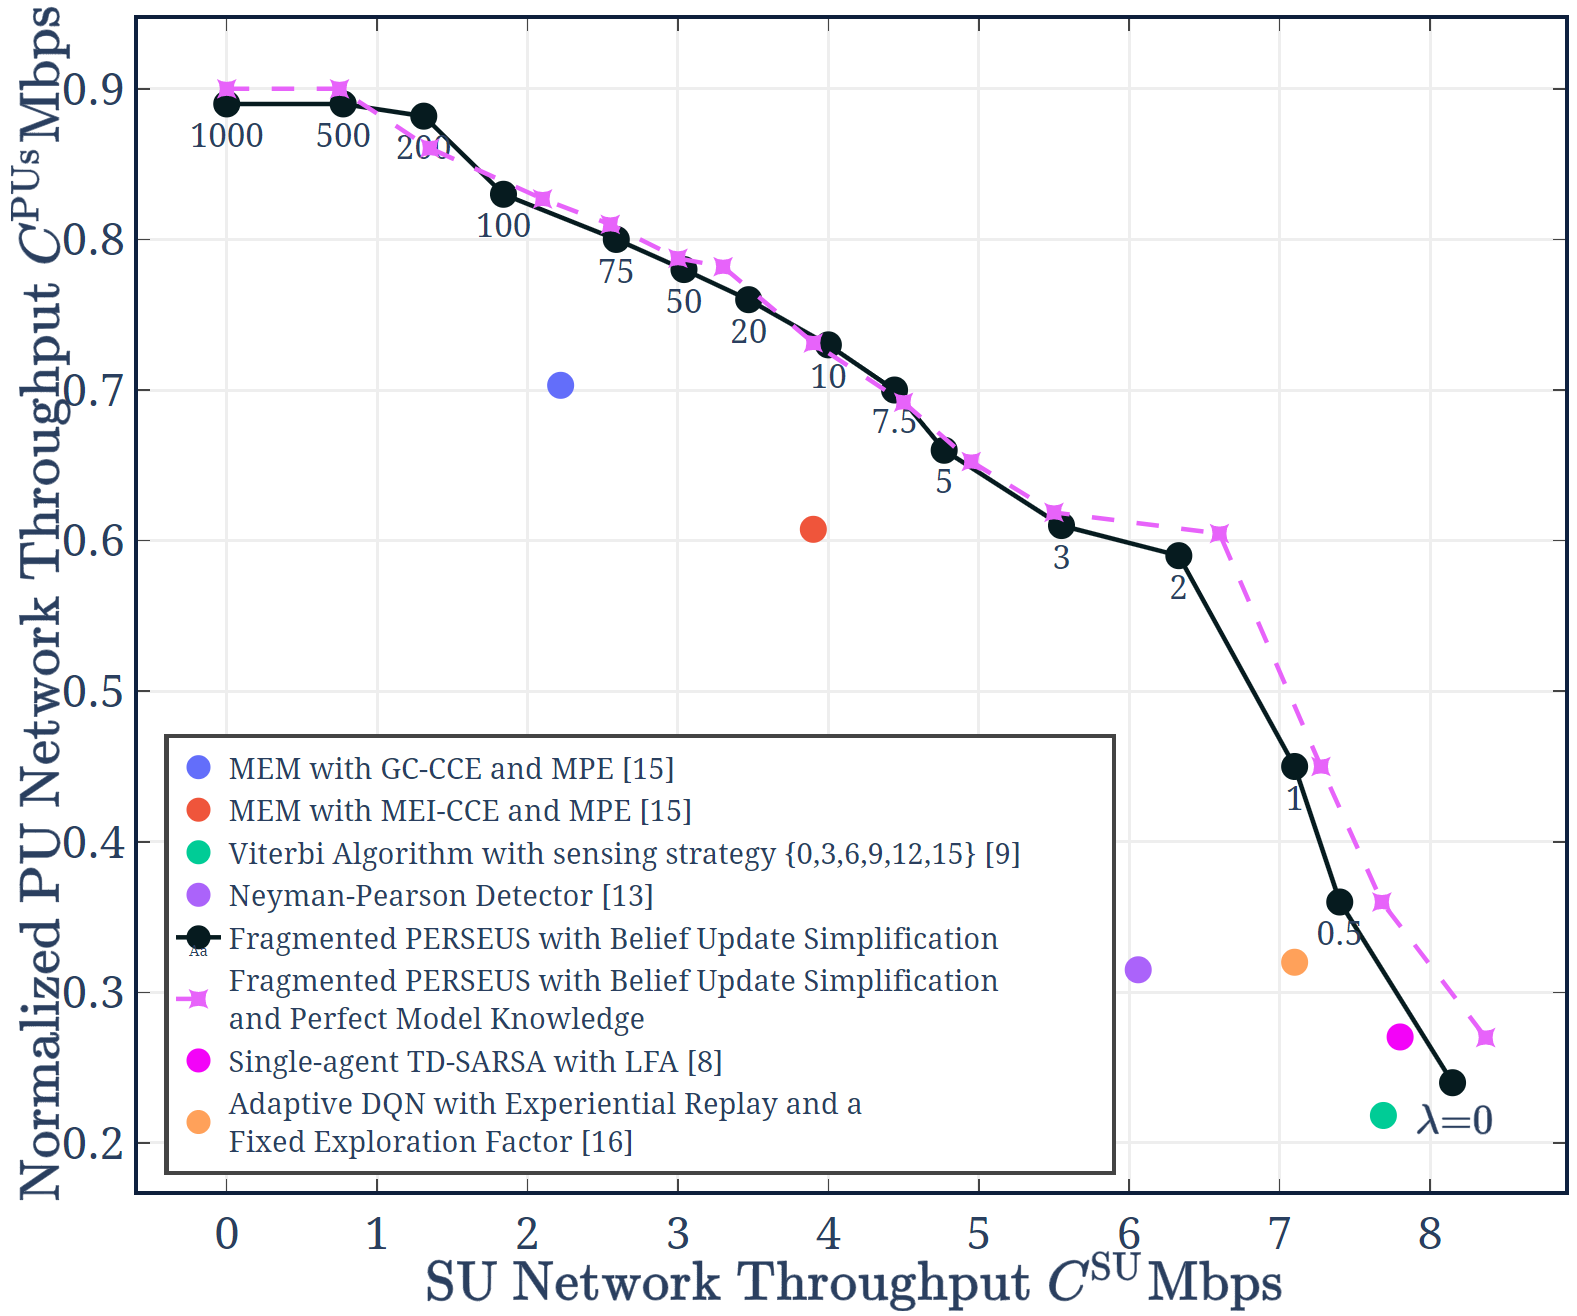 Normalized PU Network Throughput C^PUs Mbps
0.9
0.8
0.7
0.6
0.5
0.4
0.3
0.2
1000
500
200
100
75
50
20
10
7.5
5
3
2
1
0.5
λ=0
MEM with GC-CCE and MPE [15]
MEM with MEI-CCE and MPE [15]
Viterbi Algorithm with sensing strategy {0,3,6,9,12,15} [9]
Neyman-Pearson Detector [13]
Aa
Fragmented PERSEUS with Belief Update Simplification
Fragmented PERSEUS with Belief Update Simplification
and Perfect Model Knowledge
Single-agent TD-SARSA with LFA [8]
Adaptive DQN with Experiential Replay and a
Fixed Exploration Factor [16]
0 1 2 3 4 5 6 7 8
SU Network Throughput C^SU Mbps